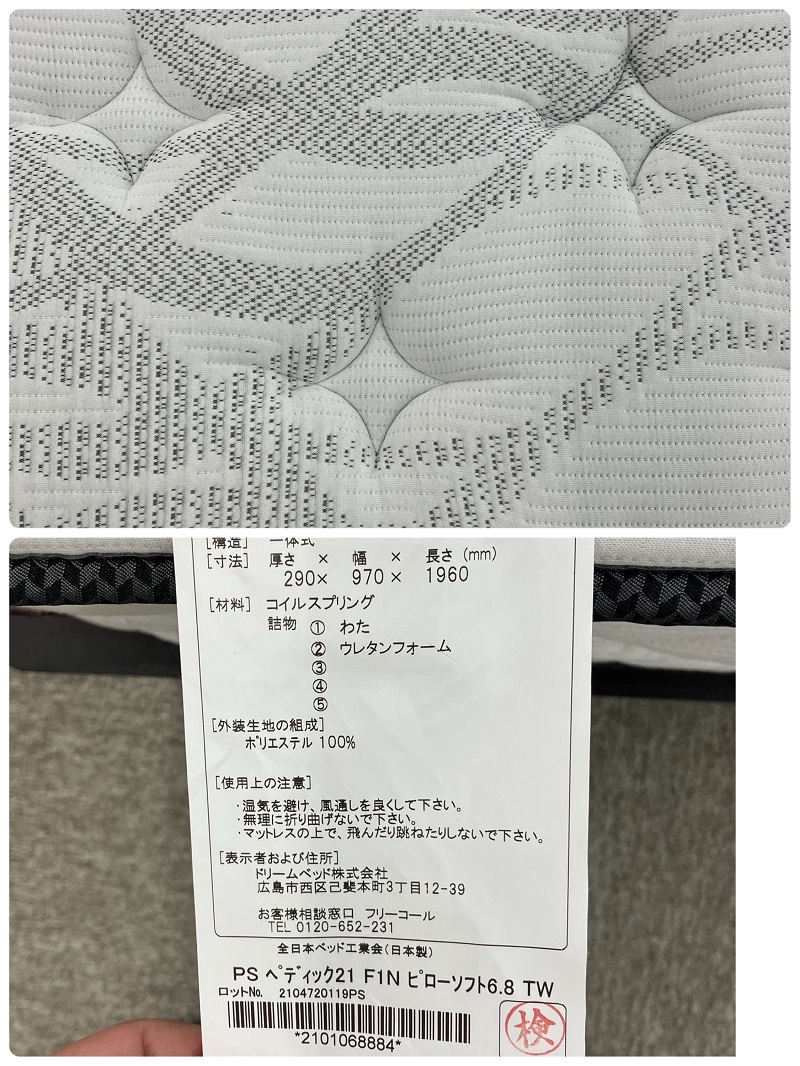 [構造] 一体式
[寸法] 厚さ × 幅 × 長さ (mm)
290× 970× 1960
[材料] コイルスプリング
詰物 ① わた
② ウレタンフォーム
③
④
⑤
[外装生地の組成]
ポリエステル 100%
[使用上の注意]
・湿気を避け、風通しを良くして下さい。
・無理に折り曲げないで下さい。
・マットレスの上で、飛んだり跳ねたりしないで下さい。
[表示者および住所]
ドリームベッド株式会社
広島市西区己斐本町3丁目12-39
お客様相談窓口 フリーコール
TEL 0120-652-231
全日本ベッド工業会(日本製)
PS ペディック21 F1N ピローソフト6.8 TW
ロットNo. 2104720119PS
*2101068884*
検